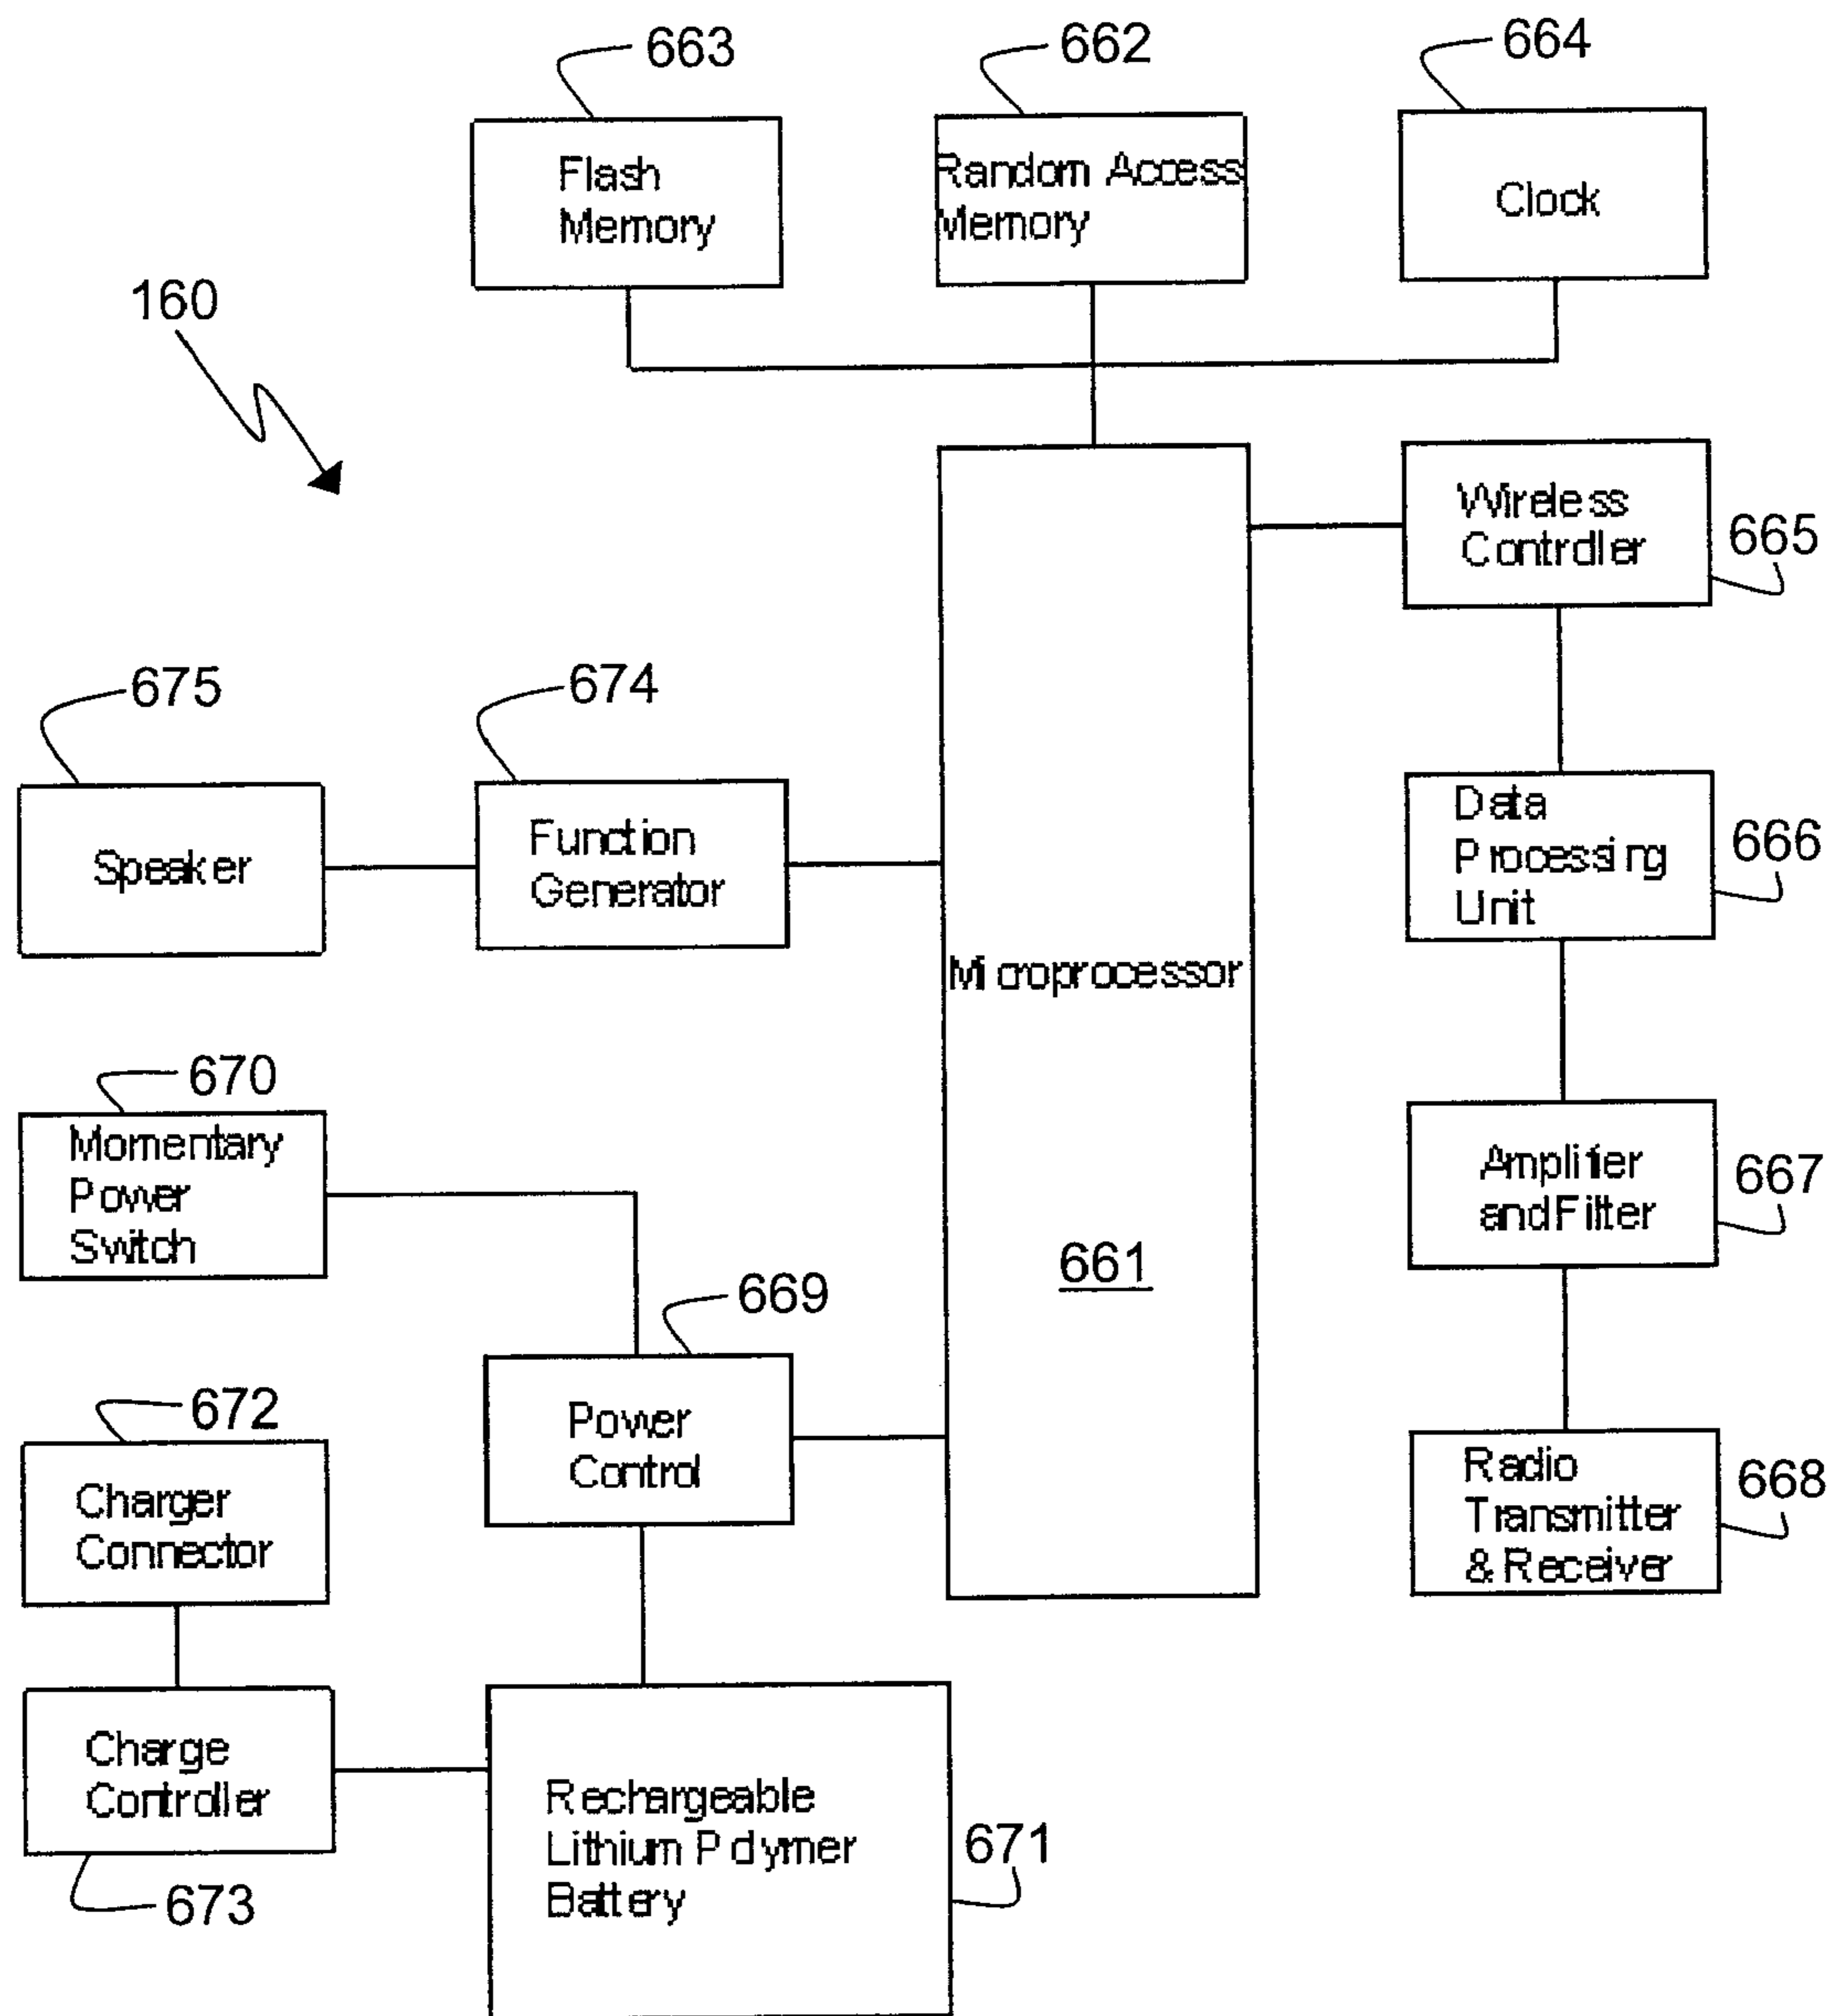 663
662
664
Flash
Memory
Random Access
Memory
Clock
160
Wireless
Controller
665
675
674
Speaker
Function
Generator
Data
Processing
Unit
666
Microprocessor
661
670
Momentary
Power
Switch
Amplifier
and Filter
667
669
Power
Control
672
Charger
Connector
Radio
Transmitter
& Receiver
668
Charge
Controller
673
Rechargeable
Lithium Polymer
Battery
671